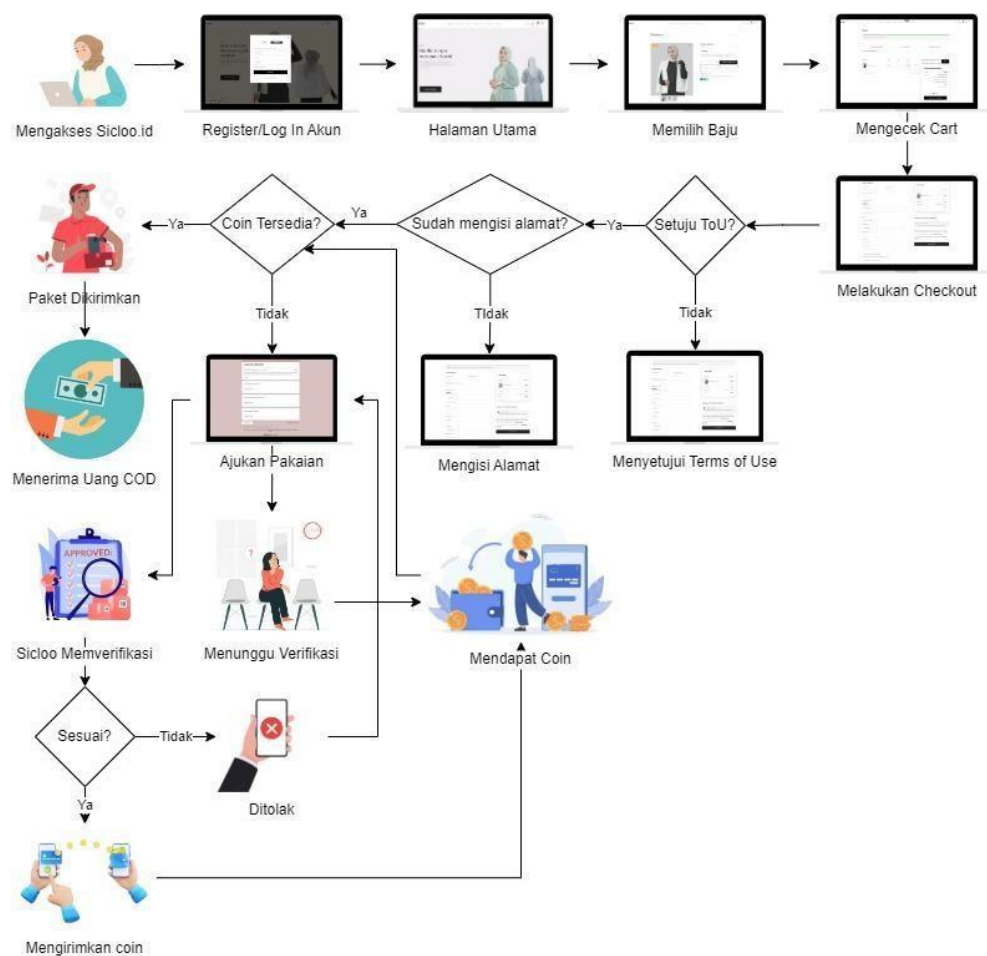 Mengakses Sicloo.id
Register/Log In Akun
Halaman Utama
Memilih Baju
Mengecek Cart
Coin Tersedia?
Ya
Sudah mengisi alamat?
Ya
Setuju ToU?
Ya
Paket Dikirimkan
Melakukan Checkout
Tidak
TIdak
Tidak
Ajukan Pakaian
Mengisi Alamat
Menyetujui Terms of Use
Menerima Uang COD
APPROVED:
?
Sicloo Memverifikasi
Menunggu Verifikasi
Mendapat Coin
Sesuai?
Tidak
Ditolak
Ya
Mengirimkan coin